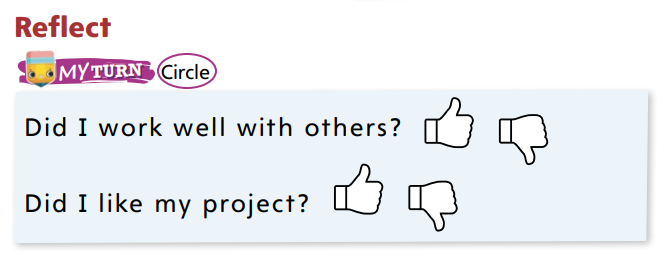 Reflect
MY TURN Circle
Did I work well with others?
Did I like my project?